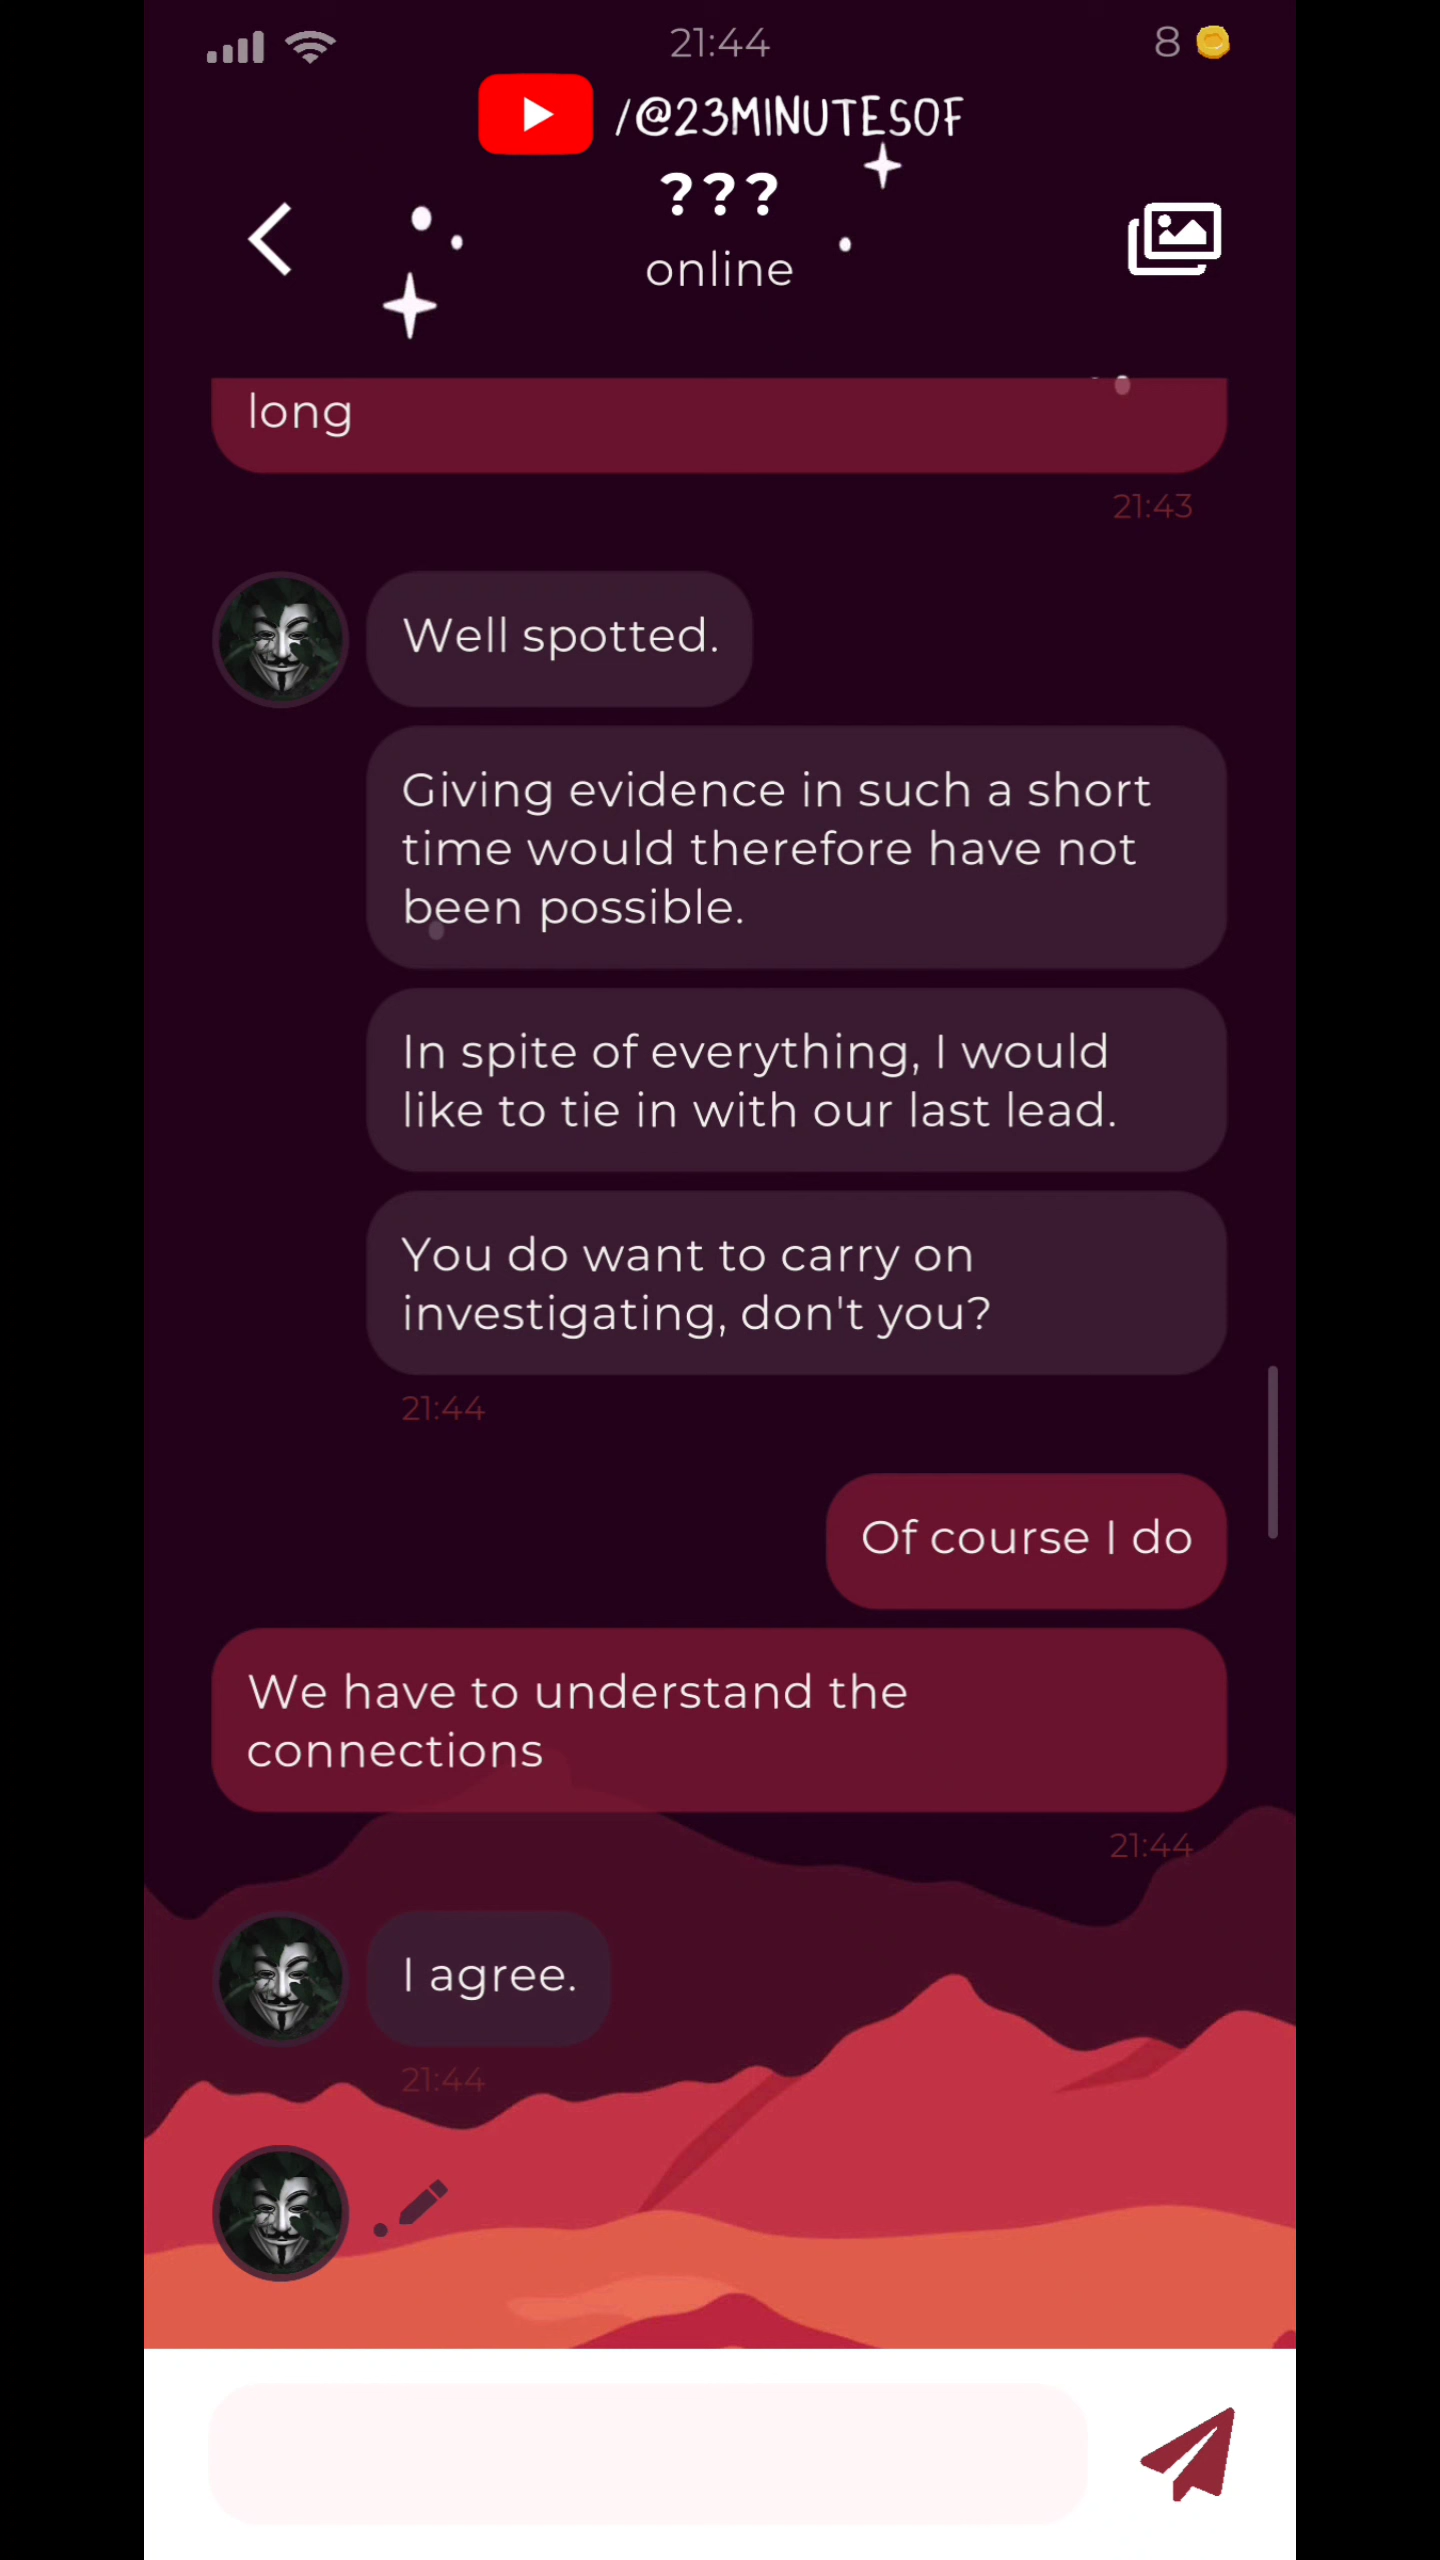 21:44
8
/@23MINUTESOF
???
online
long
21:43
Well spotted.
Giving evidence in such a short
time would therefore have not
been possible.
In spite of everything, I would
like to tie in with our last lead.
You do want to carry on
investigating, don't you?
21:44
Of course I do
We have to understand the
connections
21:44
I agree.
21:44